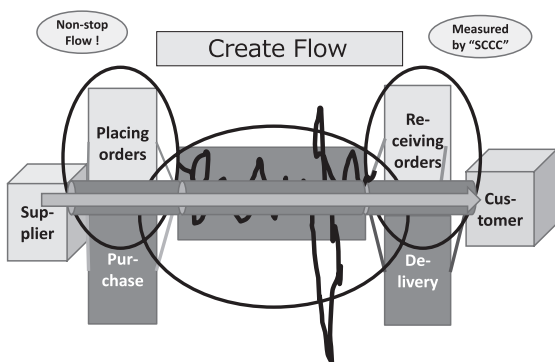 Non-stop
Flow !
Create Flow
Measured
by “SCCC”
Placing
orders
Re-
ceiving
orders
Sup-
plier
Cus-
tomer
Pur-
chase
De-
livery